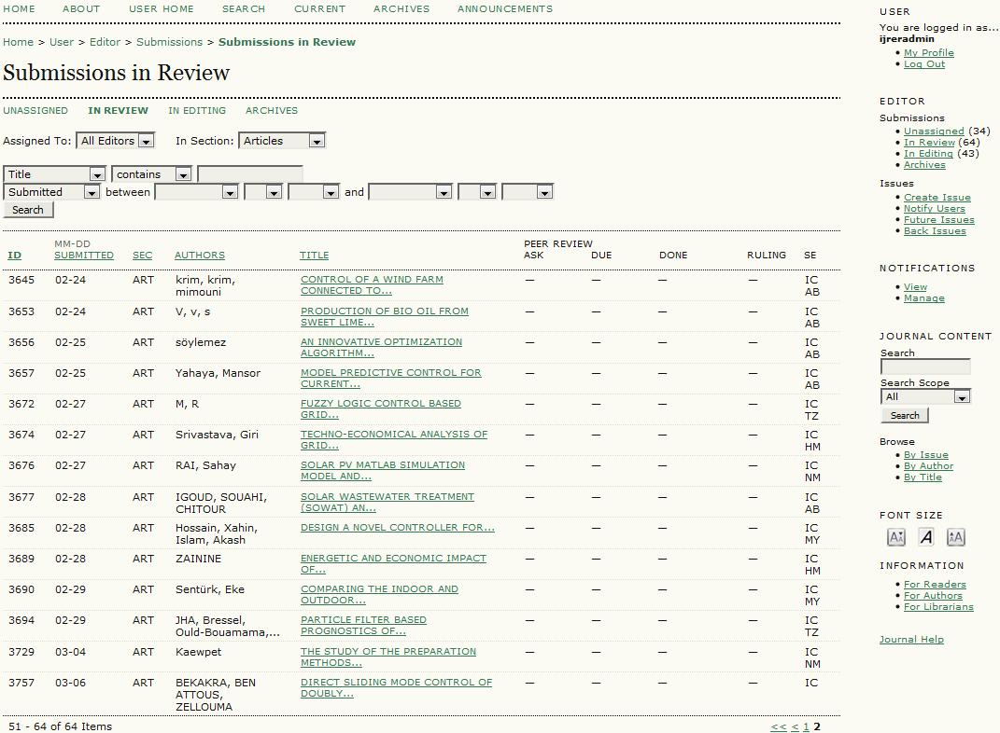 HOME ABOUT USER HOME SEARCH CURRENT ARCHIVES ANNOUNCEMENTS
Home > User > Editor > Submissions > Submissions in Review
Submissions in Review
UNASSIGNED IN REVIEW IN EDITING ARCHIVES
Assigned To: All Editors In Section: Articles
Title contains
Submitted between and
Search
MM-DD PEER REVIEW
ID SUBMITTED SEC AUTHORS TITLE ASK DUE DONE RULING SE
3645 02-24 ART krim, krim, CONTROL OF A WIND FARM — — — — IC
mimouni CONNECTED TO... AB
3653 02-24 ART V, v, s PRODUCTION OF BIO OIL FROM — — — — IC
SWEET LIME... AB
3656 02-25 ART söylemez AN INNOVATIVE OPTIMIZATION — — — — IC
ALGORITHM... AB
3657 02-25 ART Yahaya, Mansor MODEL PREDICTIVE CONTROL FOR — — — — IC
CURRENT... AB
3672 02-27 ART M, R FUZZY LOGIC CONTROL BASED — — — — IC
GRID... TZ
3674 02-27 ART Srivastava, Giri TECHNO-ECONOMICAL ANALYSIS OF — — — — IC
GRID... HM
3676 02-27 ART RAI, Sahay SOLAR PV MATLAB SIMULATION — — — — IC
MODEL AND... NM
3677 02-28 ART IGOUD, SOUAHI, SOLAR WASTEWATER TREATMENT — — — — IC
CHITOUR (SOWAT) AN... AB
3685 02-28 ART Hossain, Xahin, DESIGN A NOVEL CONTROLLER FOR... — — — — IC
Islam, Akash MY
3689 02-28 ART ZAININE ENERGETIC AND ECONOMIC IMPACT — — — — IC
OF... HM
3690 02-29 ART Sentürk, Eke COMPARING THE INDOOR AND — — — — IC
OUTDOOR... MY
3694 02-29 ART JHA, Bressel, PARTICLE FILTER BASED — — — — IC
Ould-Bouamama,... PROGNOSTICS OF... TZ
3729 03-04 ART Kaewpet THE STUDY OF THE PREPARATION — — — — IC
METHODS... NM
3757 03-06 ART BEKAKRA, BEN DIRECT SLIDING MODE CONTROL OF — — — — IC
ATTOUS, DOUBLY...
ZELLOUMA
51 - 64 of 64 Items << < 1 2
USER
You are logged in as...
ijreradmin
My Profile
Log Out
EDITOR
Submissions
Unassigned (34)
In Review (64)
In Editing (43)
Archives
Issues
Create Issue
Notify Users
Future Issues
Back Issues
NOTIFICATIONS
View
Manage
JOURNAL CONTENT
Search
Search Scope
All
Search
Browse
By Issue
By Author
By Title
FONT SIZE
A A A A A
INFORMATION
For Readers
For Authors
For Librarians
Journal Help